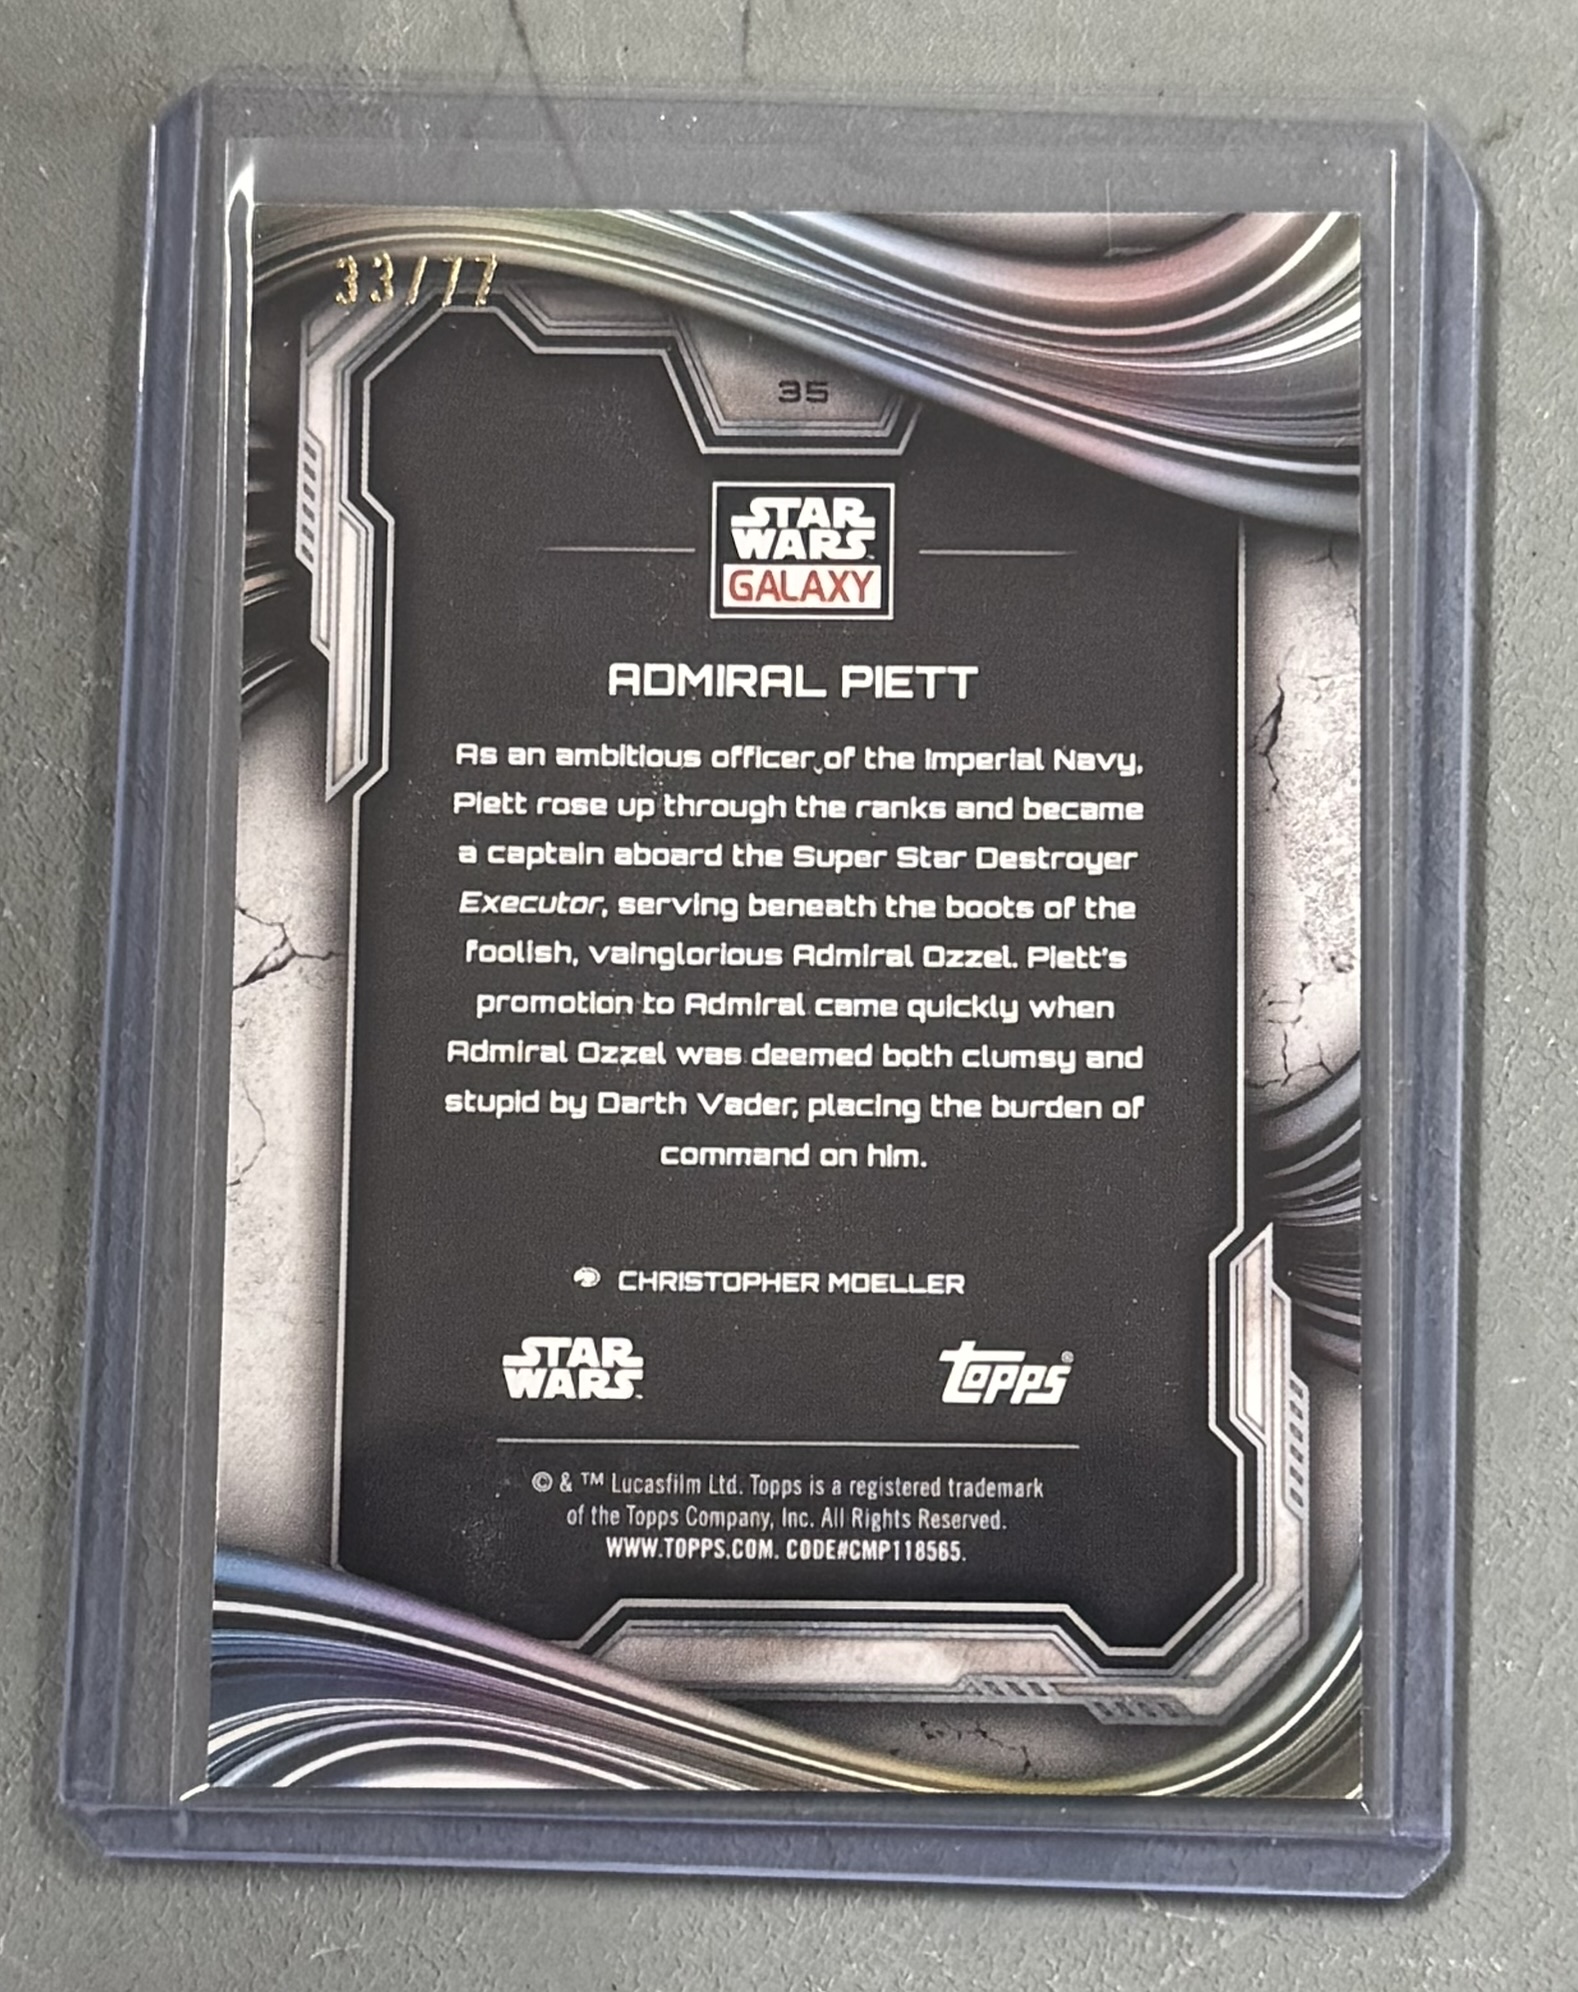 33/77
35
STAR
WARS
GALAXY
ADMIRAL PIETT
As an ambitious officer of the Imperial Navy,
Piett rose up through the ranks and became
a captain aboard the Super Star Destroyer
Executor, serving beneath the boots of the
foolish, vainglorious Admiral Ozzel. Piett's
promotion to Admiral came quickly when
Admiral Ozzel was deemed both clumsy and
stupid by Darth Vader, placing the burden of
command on him.
CHRISTOPHER MOELLER
STAR
WARS
Topps®
© & ™ Lucasfilm Ltd. Topps is a registered trademark
of the Topps Company, Inc. All Rights Reserved.
WWW.TOPPS.COM. CODE#CMP118565.